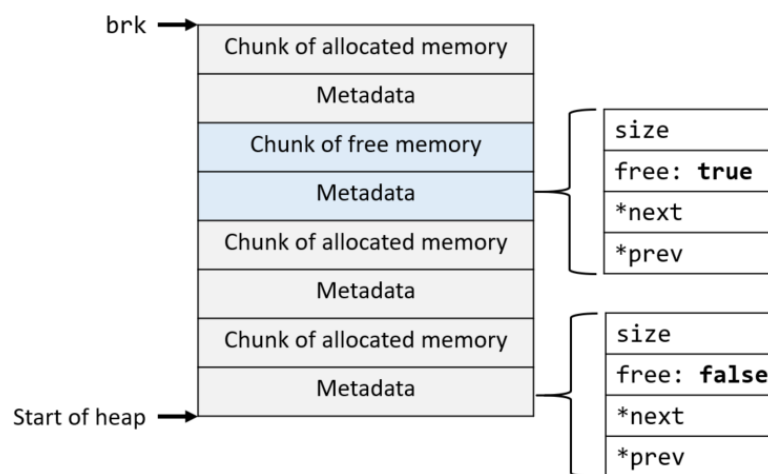 brk
Chunk of allocated memory
Metadata
Chunk of free memory
Metadata
Chunk of allocated memory
Metadata
Chunk of allocated memory
Metadata
Start of heap
size
free: true
*next
*prev
size
free: false
*next
*prev